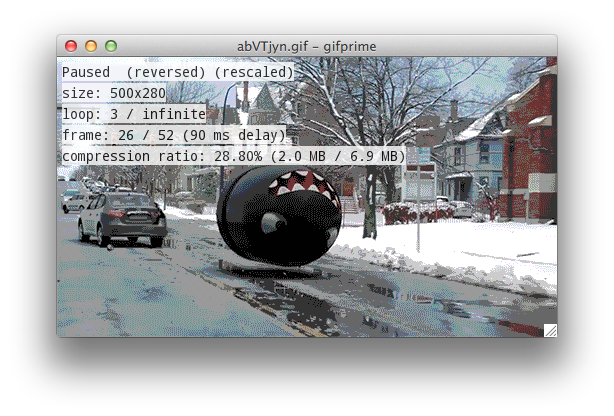 abVTjyn.gif – gifprime
Paused  (reversed) (rescaled)
size: 500x280
loop: 3 / infinite
frame: 26 / 52 (90 ms delay)
compression ratio: 28.80% (2.0 MB / 6.9 MB)